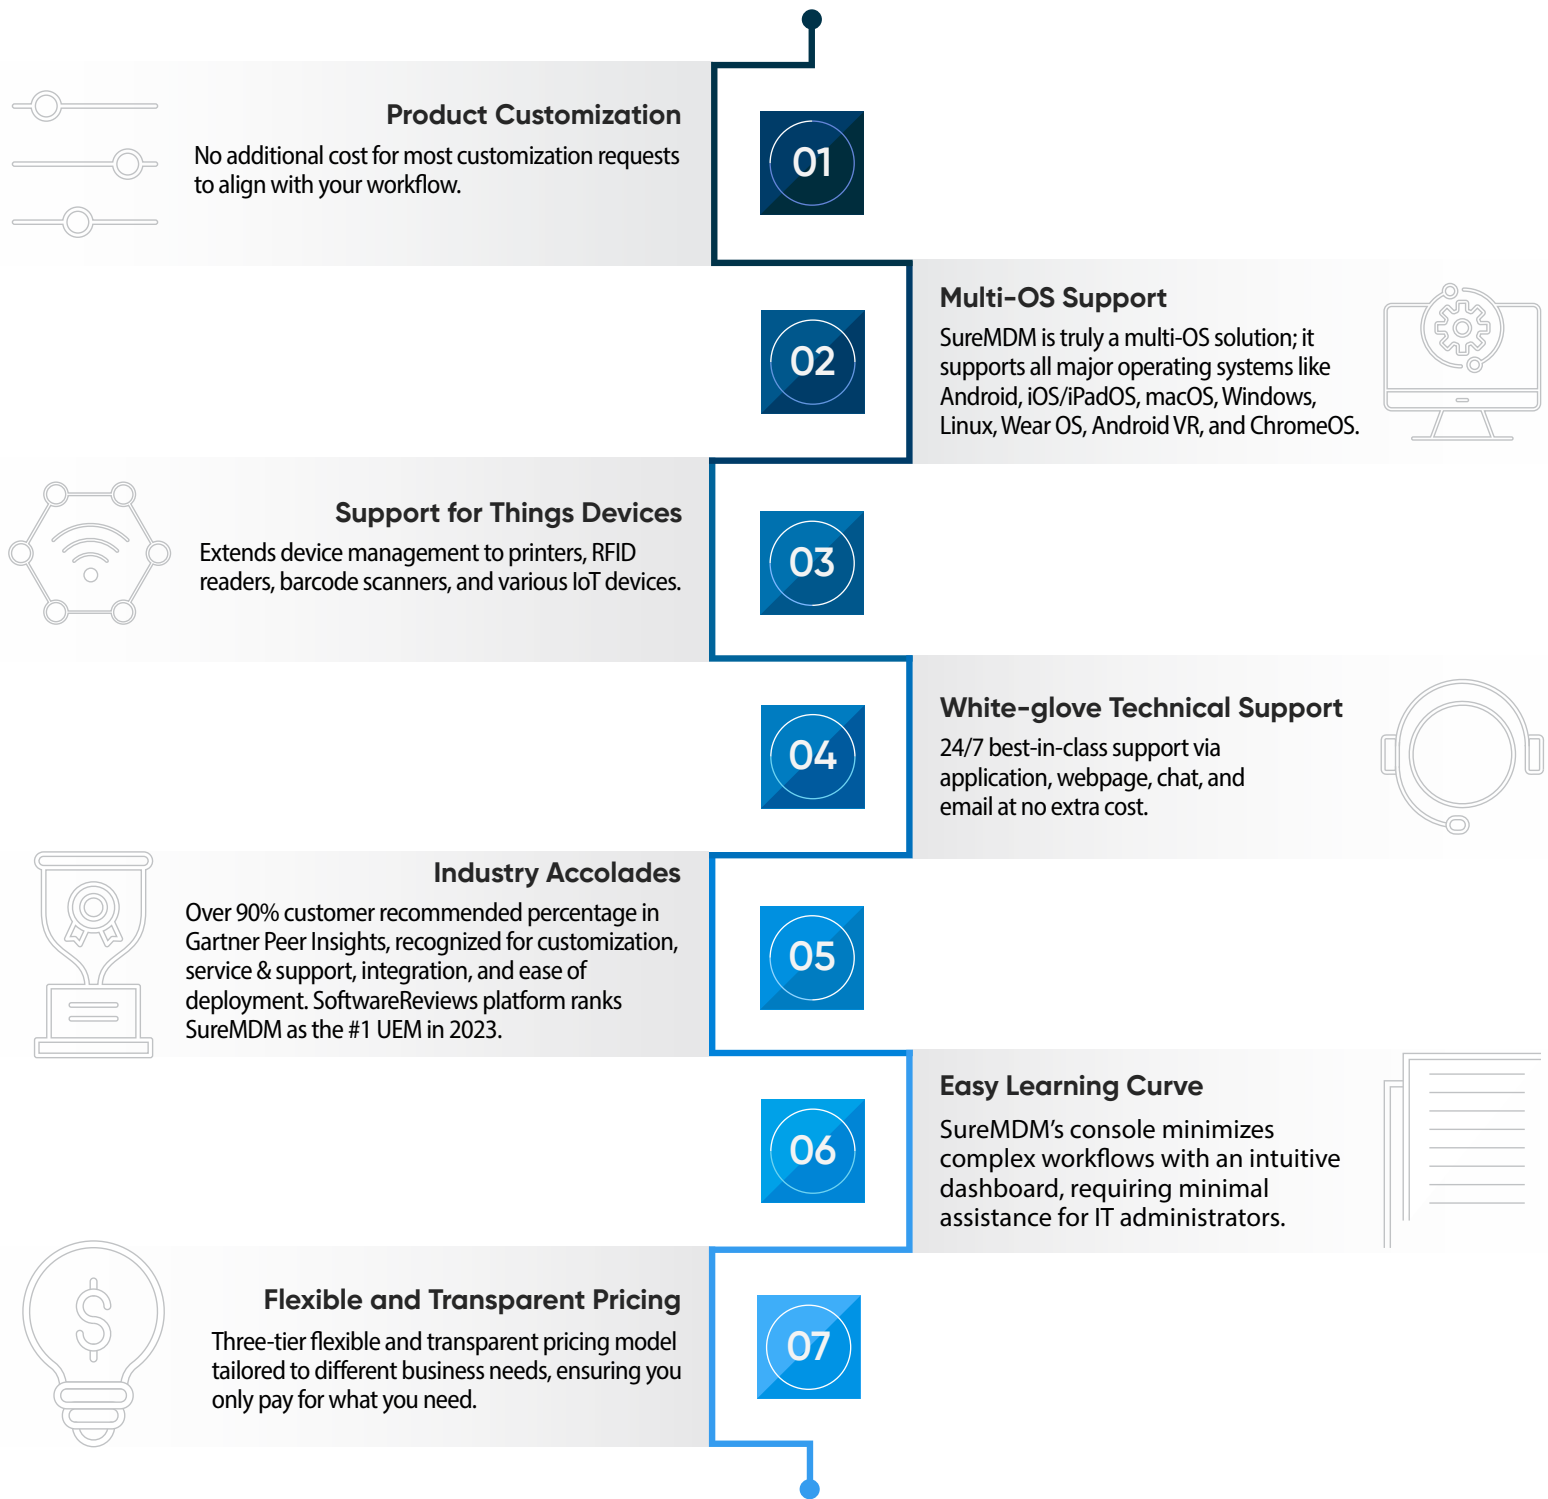 Product Customization
No additional cost for most customization requests
to align with your workflow.
01
Multi-OS Support
SureMDM is truly a multi-OS solution; it
supports all major operating systems like
Android, iOS/iPadOS, macOS, Windows,
Linux, Wear OS, Android VR, and ChromeOS.
02
Support for Things Devices
Extends device management to printers, RFID
readers, barcode scanners, and various IoT devices.
03
White-glove Technical Support
24/7 best-in-class support via
application, webpage, chat, and
email at no extra cost.
04
Industry Accolades
Over 90% customer recommended percentage in
Gartner Peer Insights, recognized for customization,
service & support, integration, and ease of
deployment. SoftwareReviews platform ranks
SureMDM as the #1 UEM in 2023.
05
Easy Learning Curve
SureMDM’s console minimizes
complex workflows with an intuitive
dashboard, requiring minimal
assistance for IT administrators.
06
Flexible and Transparent Pricing
Three-tier flexible and transparent pricing model
tailored to different business needs, ensuring you
only pay for what you need.
07
$